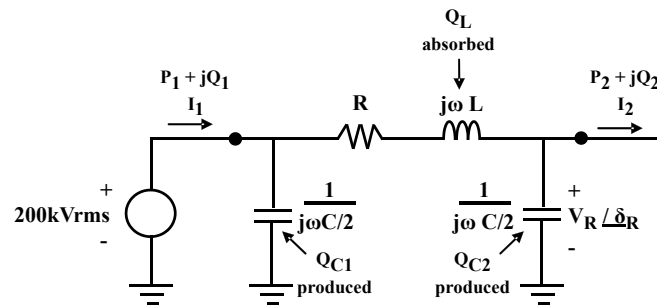 Q_L
absorbed
P_1 + jQ_1
I_1
R
jω L
P_2 + jQ_2
I_2
+
200kVrms
-
1
jωC/2
Q_C1
produced
1
jω C/2
Q_C2
produced
+
V_R /δ_R
-